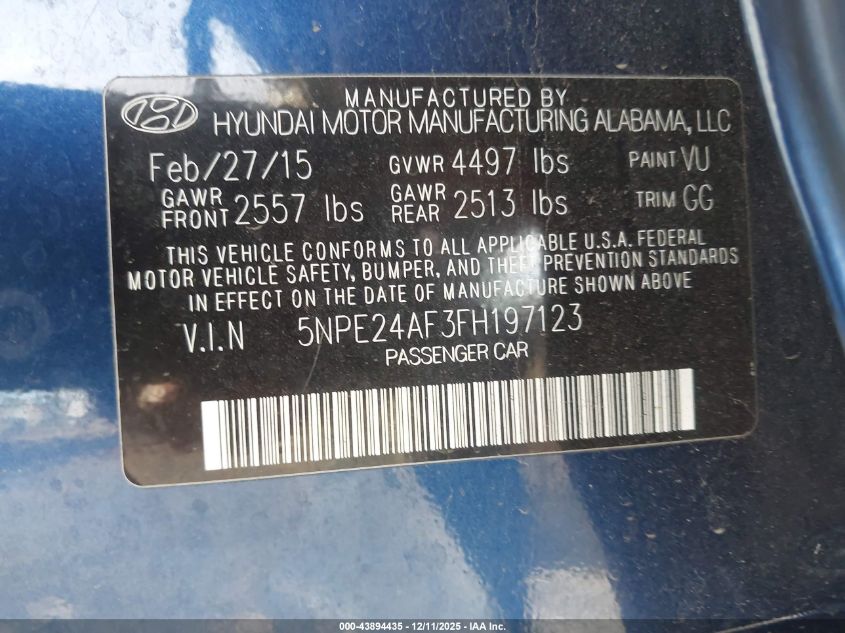 MANUFACTURED BY
HYUNDAI MOTOR MANUFACTURING ALABAMA, LLC
Feb/27/15 GVWR 4497 lbs PAINT VU
GAWR FRONT 2557 lbs GAWR REAR 2513 lbs TRIM GG
THIS VEHICLE CONFORMS TO ALL APPLICABLE U.S.A. FEDERAL
MOTOR VEHICLE SAFETY, BUMPER, AND THEFT PREVENTION STANDARDS
IN EFFECT ON THE DATE OF MANUFACTURE SHOWN ABOVE
V.I.N 5NPE24AF3FH197123
PASSENGER CAR
000-43894435 - 12/11/2025 - IAA Inc.